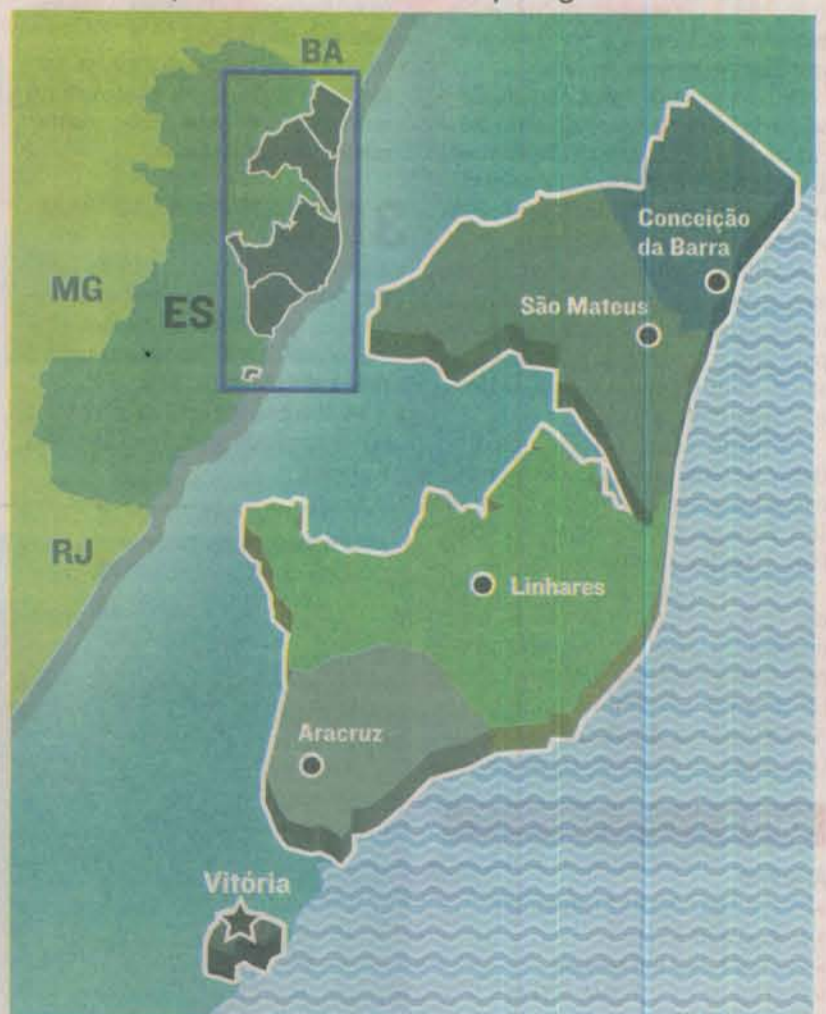 BA
MG
ES
RJ
Conceição
da Barra
São Mateus
Linhares
Aracruz
Vitória